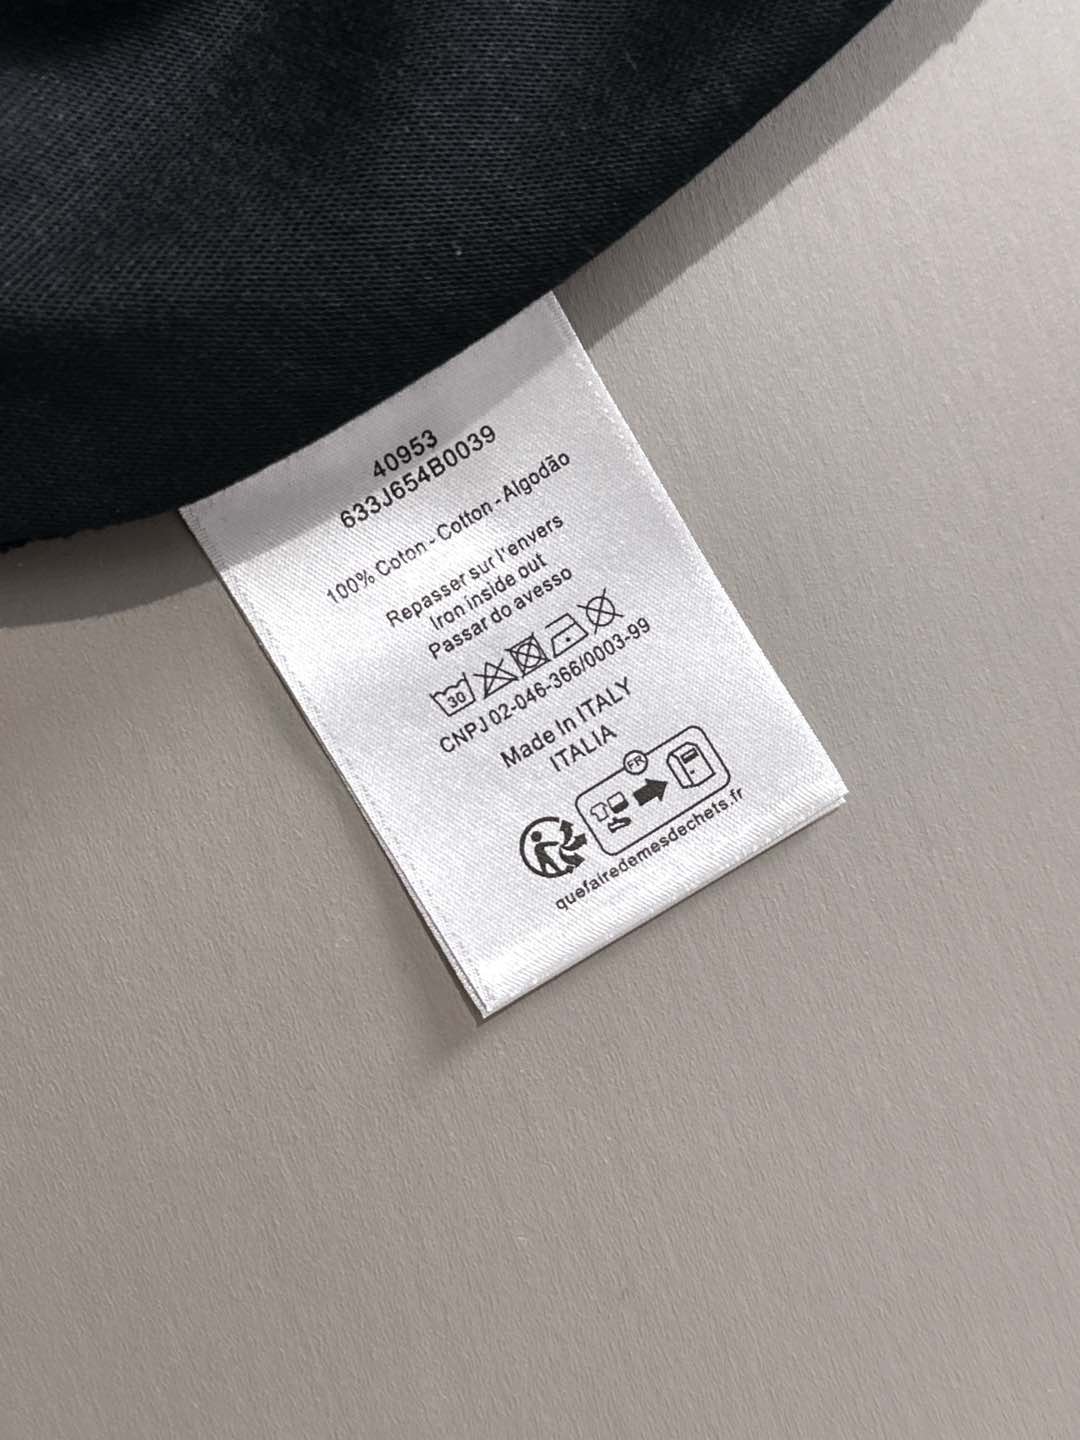 40953
633J654B0039
100% Coton - Cotton - Algodão
Repasser sur l'envers
Iron inside out
Passar do avesso
30
CNPJ 02-046-366/0003-99
Made In ITALY
ITALIA
FR
quefairedemesdechets.fr